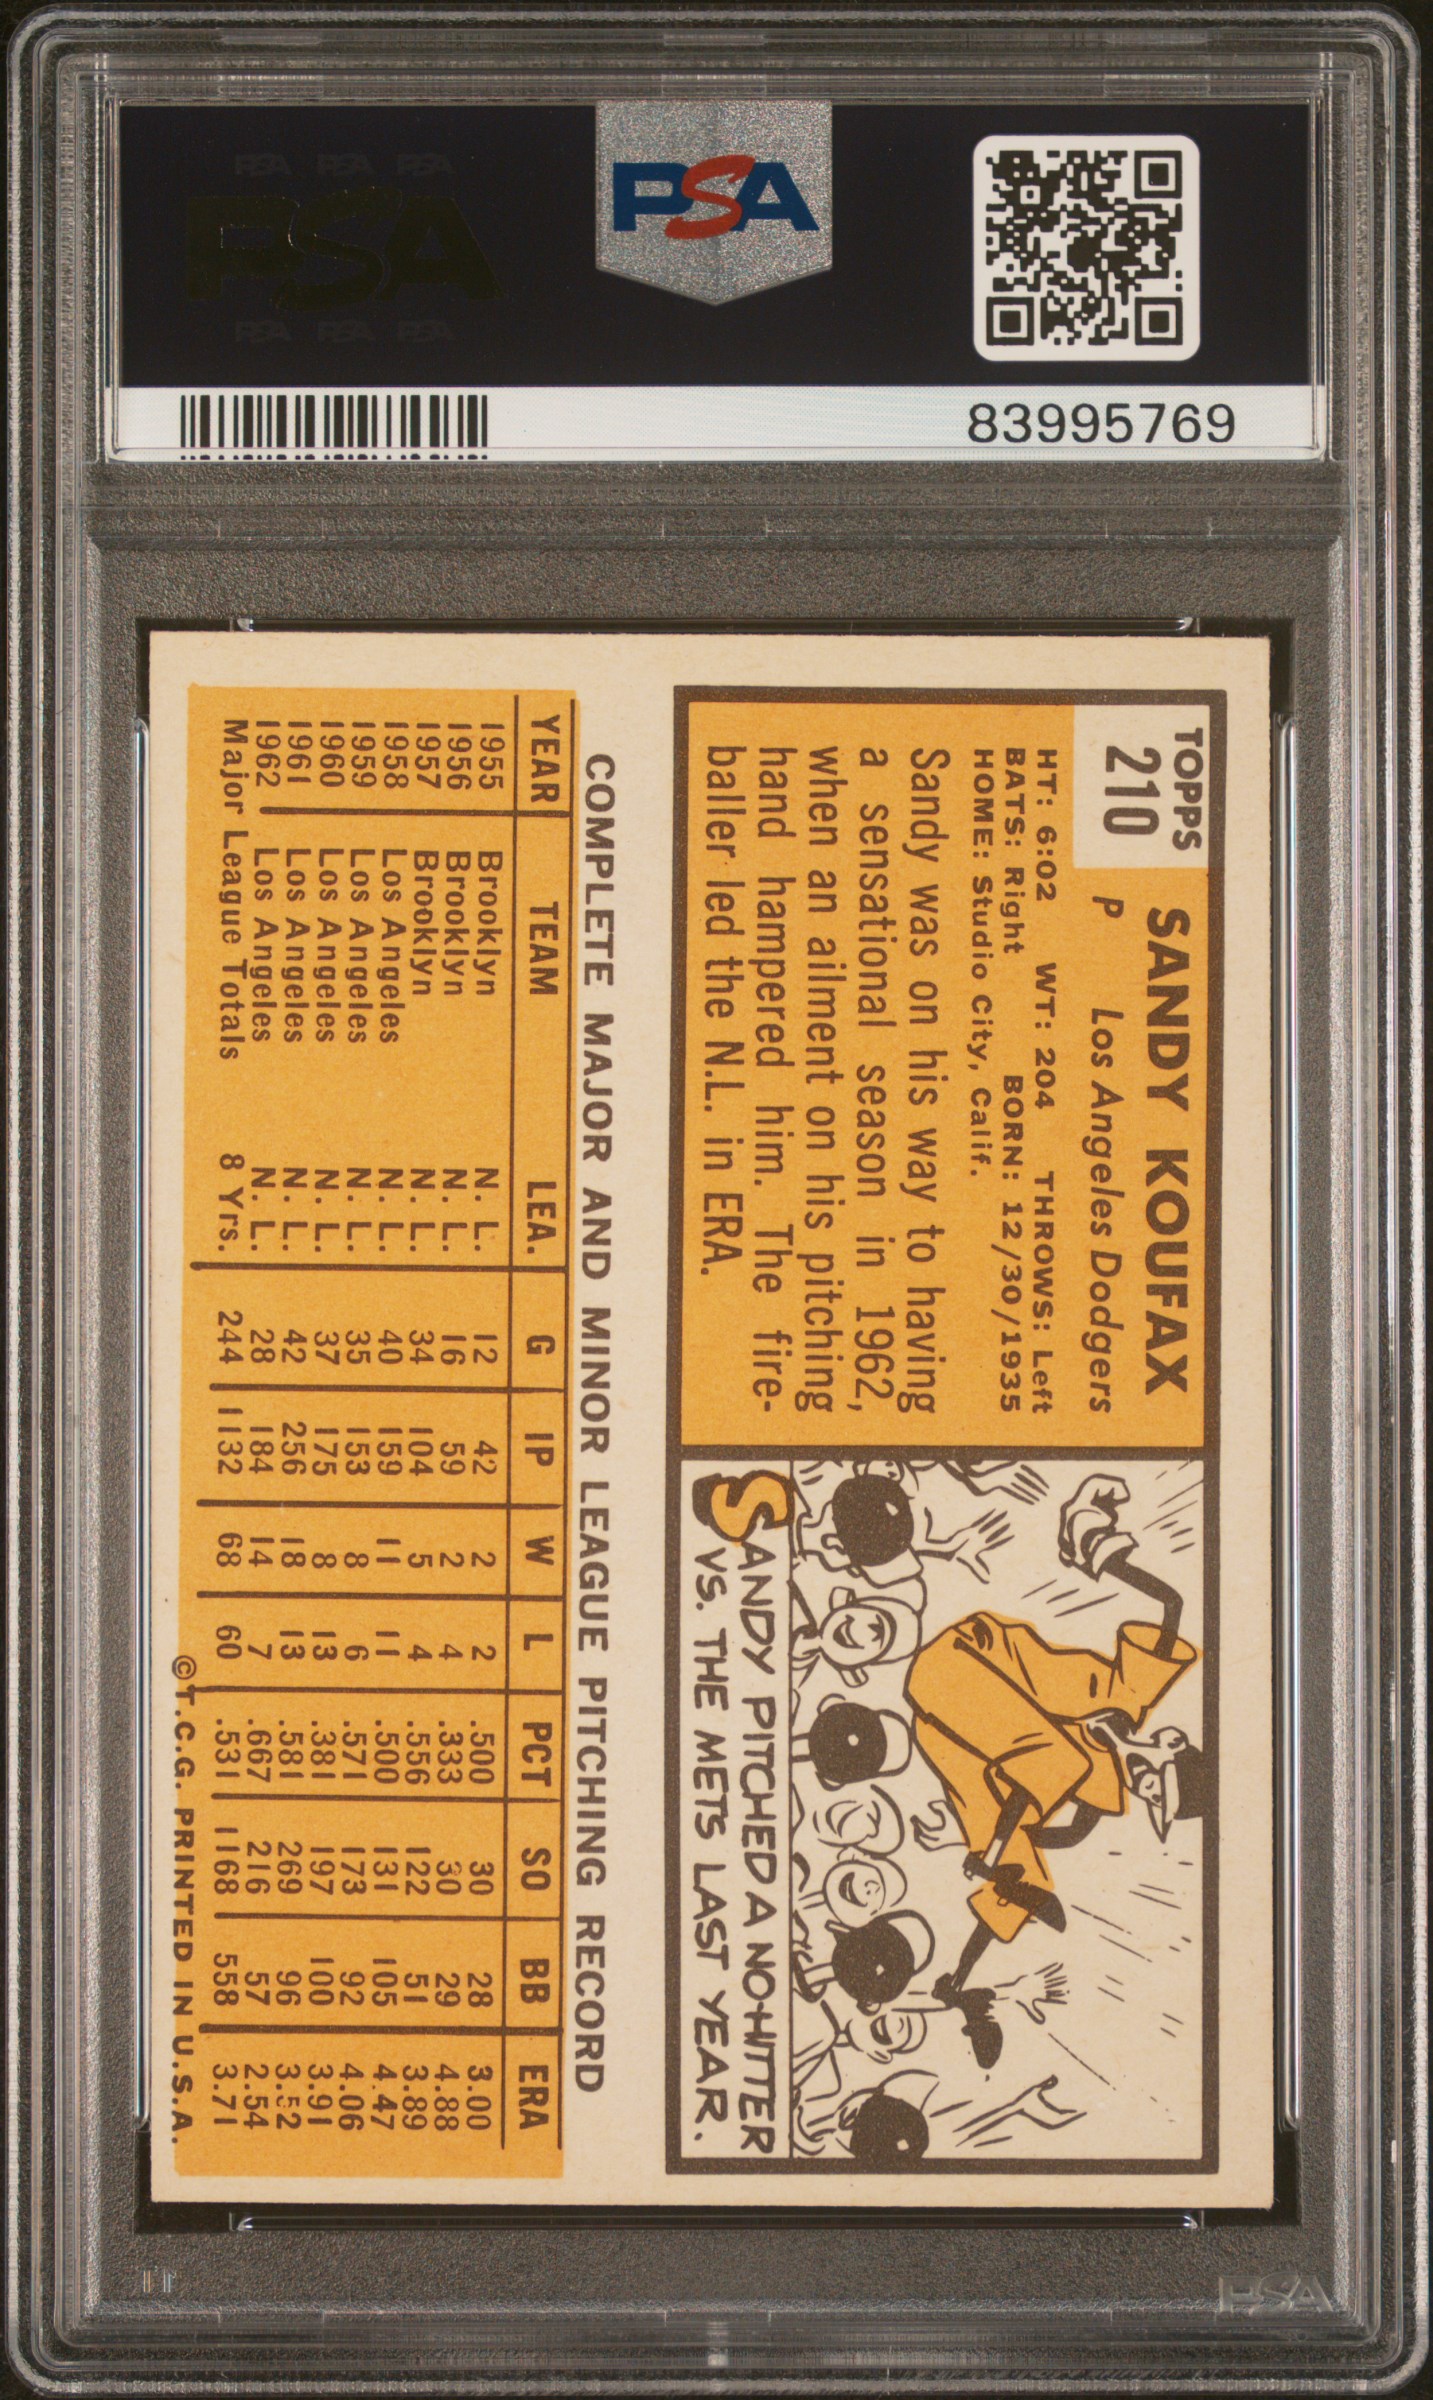 PSA PSA PSA
PSA
PSA PSA PSA
PSA
83995769
TOPPS
210
SANDY KOUFAX
P Los Angeles Dodgers
HT: 6:02 WT: 204 THROWS: Left
BATS: Right BORN: 12/30/1935
HOME: Studio City, Calif.
Sandy was on his way to having
a sensational season in 1962,
when an ailment on his pitching
hand hampered him. The fire-
baller led the N.L. in ERA.
SANDY PITCHED A NO-HITTER
VS. THE METS LAST YEAR.
COMPLETE MAJOR AND MINOR LEAGUE PITCHING RECORD
YEAR TEAM LEA. G IP W L PCT SO BB ERA
1955 Brooklyn N. L. 12 42 2 2 .500 30 28 3.00
1956 Brooklyn N. L. 16 59 2 4 .333 30 29 4.88
1957 Brooklyn N. L. 34 104 5 4 .556 122 51 3.89
1958 Los Angeles N. L. 40 159 11 11 .500 131 105 4.47
1959 Los Angeles N. L. 35 153 8 6 .571 173 92 4.06
1960 Los Angeles N. L. 37 175 8 13 .381 197 100 3.91
1961 Los Angeles N. L. 42 256 18 13 .581 269 96 3.52
1962 Los Angeles N. L. 28 184 14 7 .667 216 57 2.54
Major League Totals 8 Yrs. 244 1132 68 60 .531 1168 558 3.71
©T.C.G. PRINTED IN U.S.A.
PSA